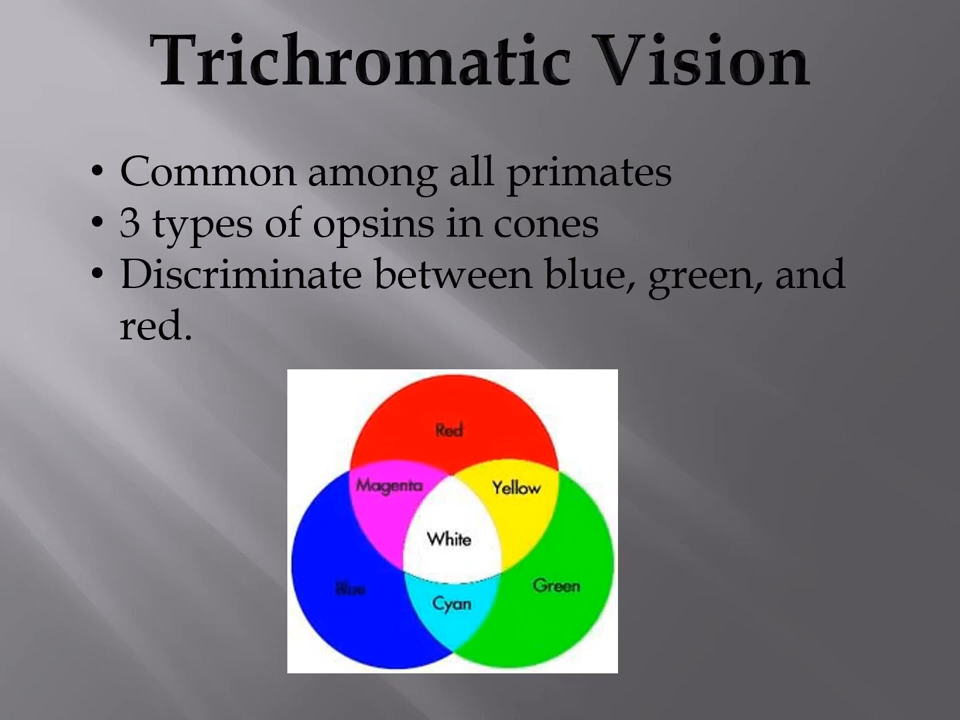 Trichromatic Vision
• Common among all primates
• 3 types of opsins in cones
• Discriminate between blue, green, and
red.
Red
Magenta
Yellow
White
Blue
Green
Cyan